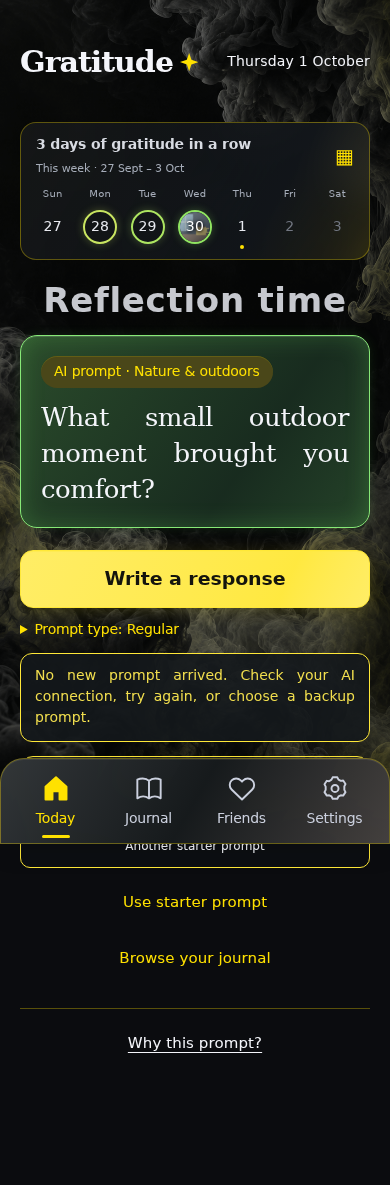 Gratitude
Thursday 1 October
3 days of gratitude in a row
This week · 27 Sept – 3 Oct
Sun Mon Tue Wed Thu Fri Sat
27 28 29 30 1 2 3
Reflection time
AI prompt · Nature & outdoors
What small outdoor
moment brought you
comfort?
Write a response
Prompt type: Regular
No new prompt arrived. Check your AI
connection, try again, or choose a backup
prompt.
Today Journal Friends Settings
Another starter prompt
Use starter prompt
Browse your journal
Why this prompt?